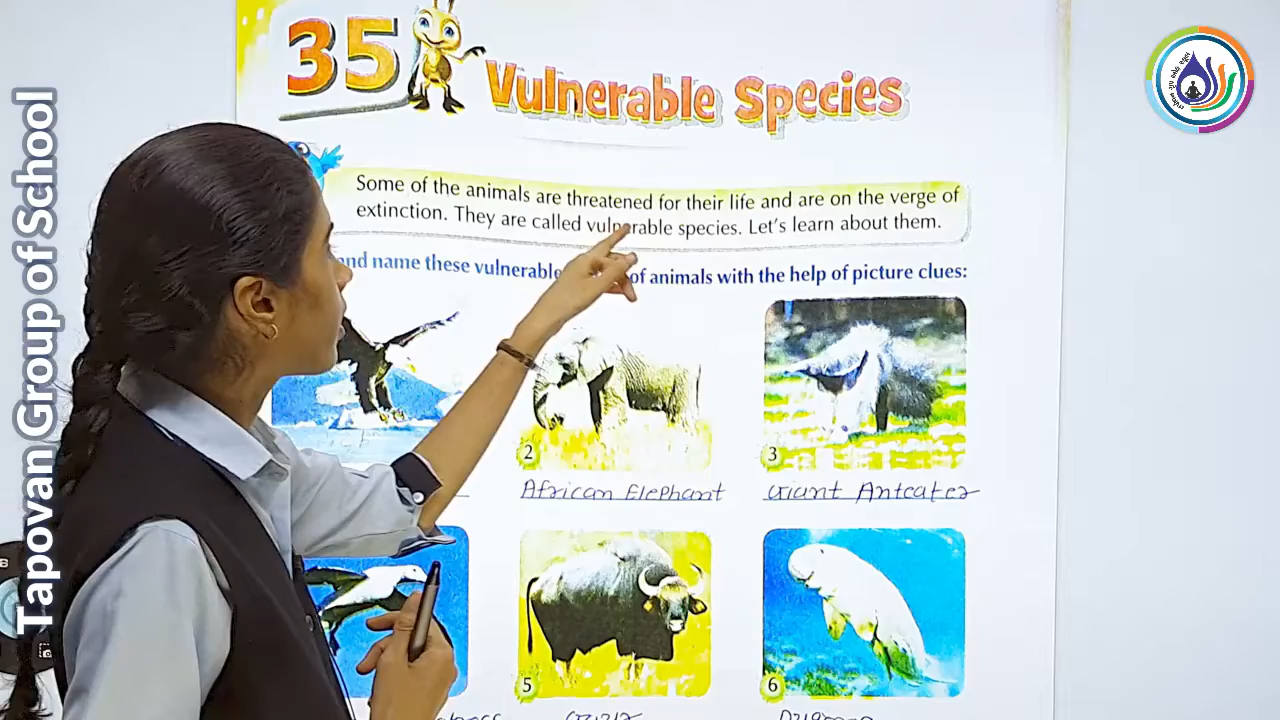 35
Vulnerable Species
Some of the animals are threatened for their life and are on the verge of
extinction. They are called vulnerable species. Let's learn about them.
and name these vulnerable of animals with the help of picture clues:
2
3
African Elephant
Giant Anteater
5
6
Tapovan Group of School